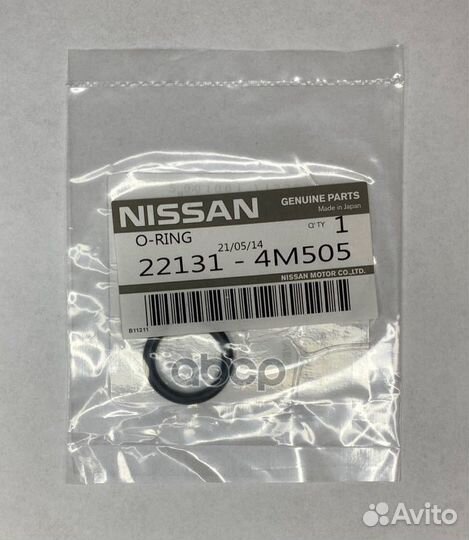 NISSAN
GENUINE PARTS
Made in Japan
O-RING
Q'TY 1
21/05/14
22131 - 4M505
NISSAN MOTOR CO.,LTD.
B11211
abcp
Avito